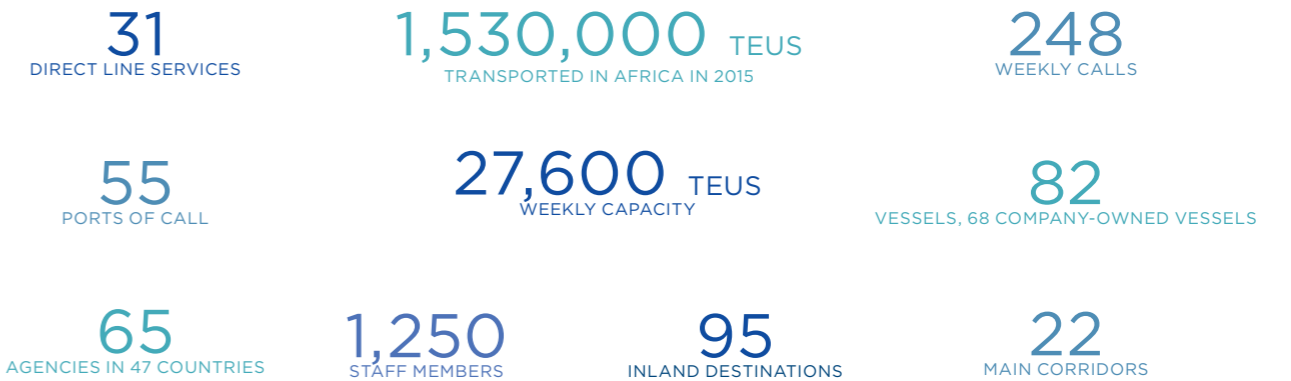 31
DIRECT LINE SERVICES
1,530,000 TEUS
TRANSPORTED IN AFRICA IN 2015
248
WEEKLY CALLS
55
PORTS OF CALL
27,600 TEUS
WEEKLY CAPACITY
82
VESSELS, 68 COMPANY-OWNED VESSELS
65
AGENCIES IN 47 COUNTRIES
1,250
STAFF MEMBERS
95
INLAND DESTINATIONS
22
MAIN CORRIDORS